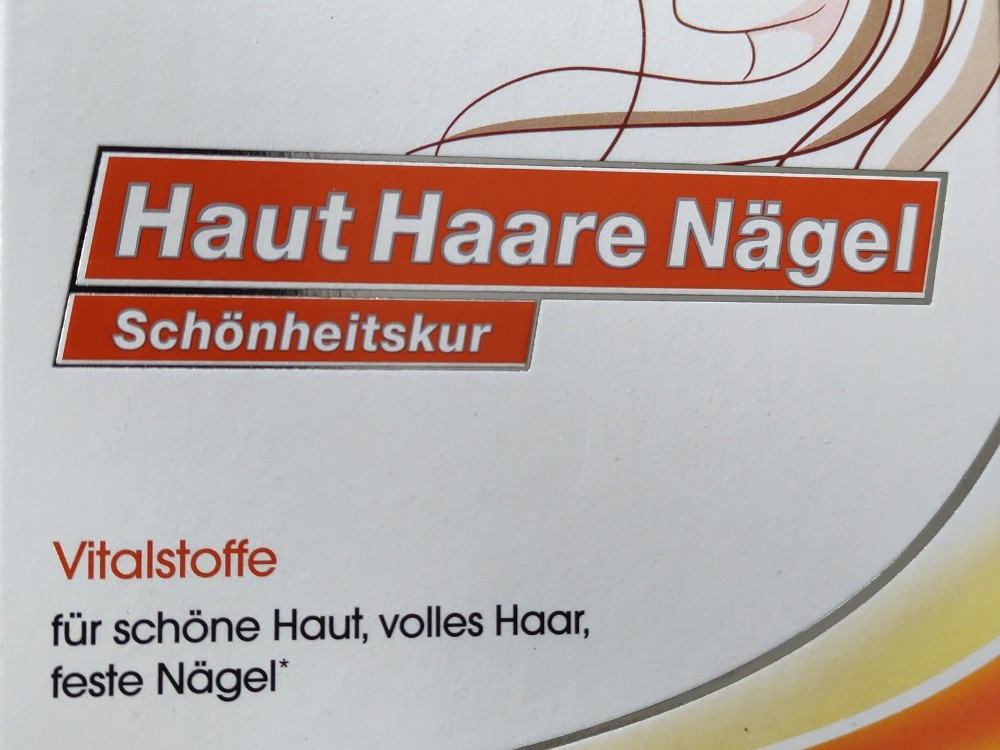 Haut Haare Nägel
Schönheitskur
Vitalstoffe
für schöne Haut, volles Haar,
feste Nägel*